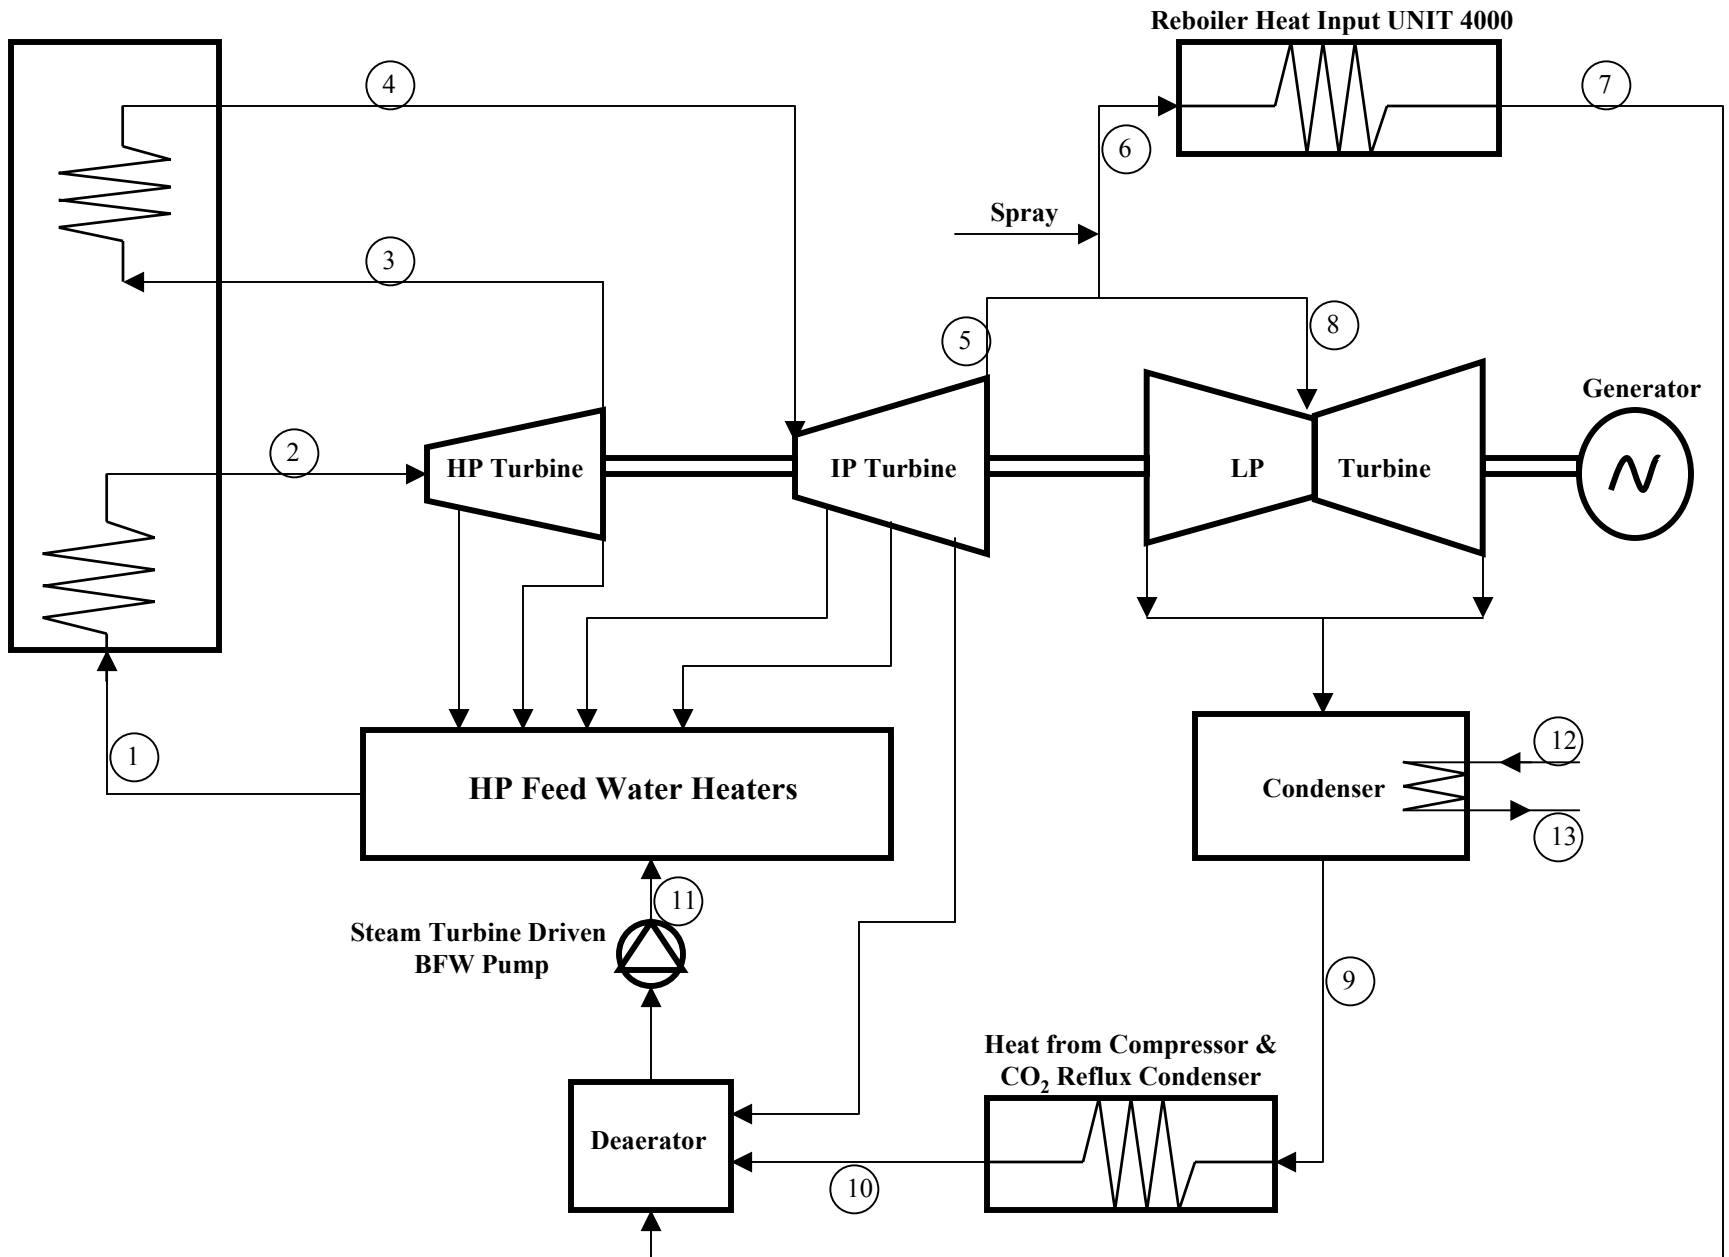 Reboiler Heat Input UNIT 4000
4
7
6
Spray
3
5
8
Generator
2
HP Turbine
IP Turbine
LP
Turbine
1
HP Feed Water Heaters
12
Condenser
13
11
Steam Turbine Driven
BFW Pump
9
Heat from Compressor &
CO2 Reflux Condenser
Deaerator
10